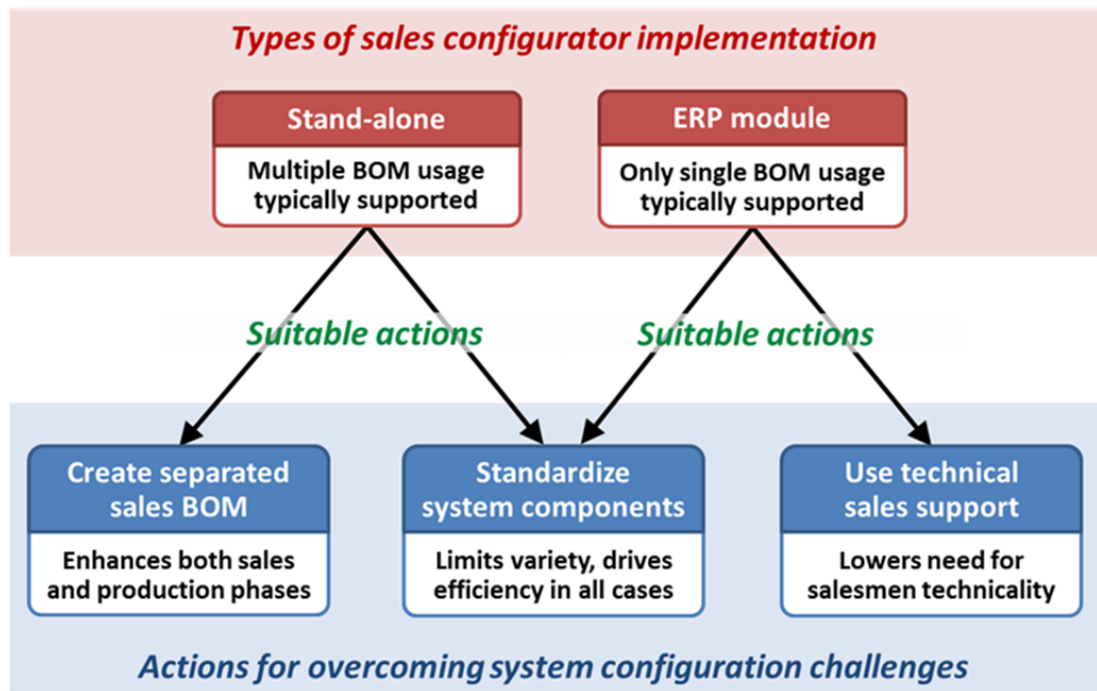 Types of sales configurator implementation
Stand-alone
Multiple BOM usage
typically supported
ERP module
Only single BOM usage
typically supported
Suitable actions
Suitable actions
Create separated
sales BOM
Enhances both sales
and production phases
Standardize
system components
Limits variety, drives
efficiency in all cases
Use technical
sales support
Lowers need for
salesmen technicality
Actions for overcoming system configuration challenges